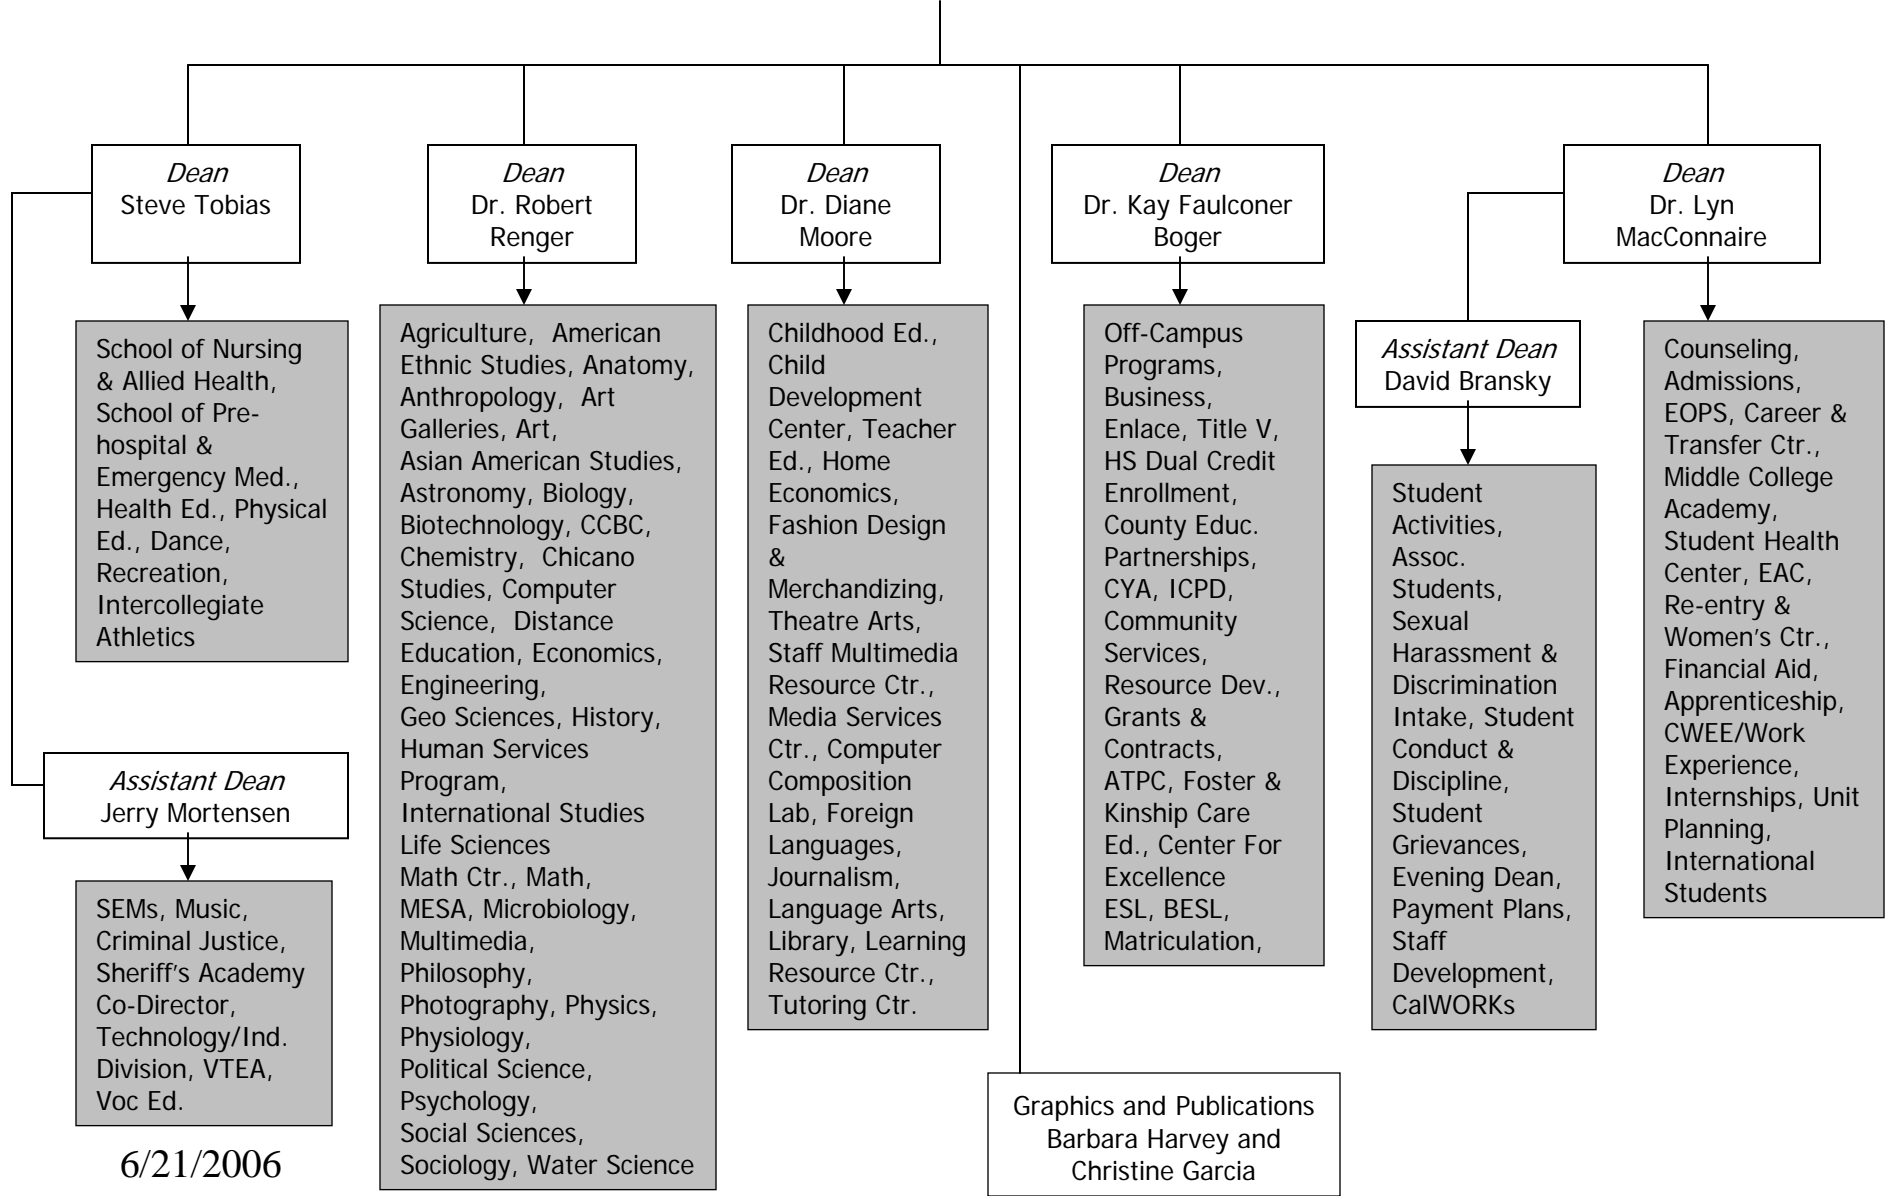 Dean
Steve Tobias
School of Nursing
& Allied Health,
School of Pre-
hospital &
Emergency Med.,
Health Ed., Physical
Ed., Dance,
Recreation,
Intercollegiate
Athletics
Assistant Dean
Jerry Mortensen
SEMs, Music,
Criminal Justice,
Sheriff's Academy
Co-Director,
Technology/Ind.
Division, VTEA,
Voc Ed.
6/21/2006
Dean
Dr. Robert
Renger
Agriculture, American
Ethnic Studies, Anatomy,
Anthropology, Art
Galleries, Art,
Asian American Studies,
Astronomy, Biology,
Biotechnology, CCBC,
Chemistry, Chicano
Studies, Computer
Science, Distance
Education, Economics,
Engineering,
Geo Sciences, History,
Human Services
Program,
International Studies
Life Sciences
Math Ctr., Math,
MESA, Microbiology,
Multimedia,
Philosophy,
Photography, Physics,
Physiology,
Political Science,
Psychology,
Social Sciences,
Sociology, Water Science
Dean
Dr. Diane
Moore
Childhood Ed.,
Child
Development
Center, Teacher
Ed., Home
Economics,
Fashion Design
&
Merchandizing,
Theatre Arts,
Staff Multimedia
Resource Ctr.,
Media Services
Ctr., Computer
Composition
Lab, Foreign
Languages,
Journalism,
Language Arts,
Library, Learning
Resource Ctr.,
Tutoring Ctr.
Graphics and Publications
Barbara Harvey and
Christine Garcia
Dean
Dr. Kay Faulconer
Boger
Off-Campus
Programs,
Business,
Enlace, Title V,
HS Dual Credit
Enrollment,
County Educ.
Partnerships,
CYA, ICPD,
Community
Services,
Resource Dev.,
Grants &
Contracts,
ATPC, Foster &
Kinship Care
Ed., Center For
Excellence
ESL, BESL,
Matriculation,
Dean
Dr. Lyn
MacConnaire
Assistant Dean
David Bransky
Student
Activities,
Assoc.
Students,
Sexual
Harassment &
Discrimination
Intake, Student
Conduct &
Discipline,
Student
Grievances,
Evening Dean,
Payment Plans,
Staff
Development,
CalWORKs
Counseling,
Admissions,
EOPS, Career &
Transfer Ctr.,
Middle College
Academy,
Student Health
Center, EAC,
Re-entry &
Women's Ctr.,
Financial Aid,
Apprenticeship,
CWEE/Work
Experience,
Internships, Unit
Planning,
International
Students